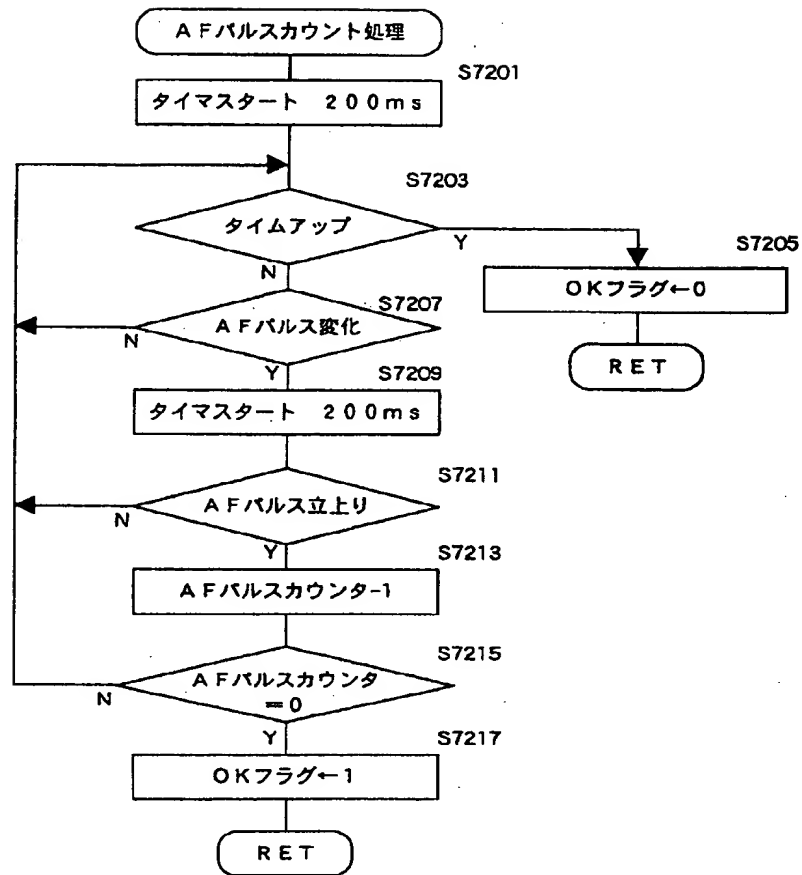 AFパルスカウント処理
S7201
タイマスタート 200ms
S7203
タイムアップ
Y
N
S7205
OKフラグ←0
RET
S7207
AFパルス変化
N
Y
S7209
タイマスタート 200ms
S7211
AFパルス立上り
N
Y
S7213
AFパルスカウンタ-1
S7215
AFパルスカウンタ
=0
N
Y
S7217
OKフラグ←1
RET